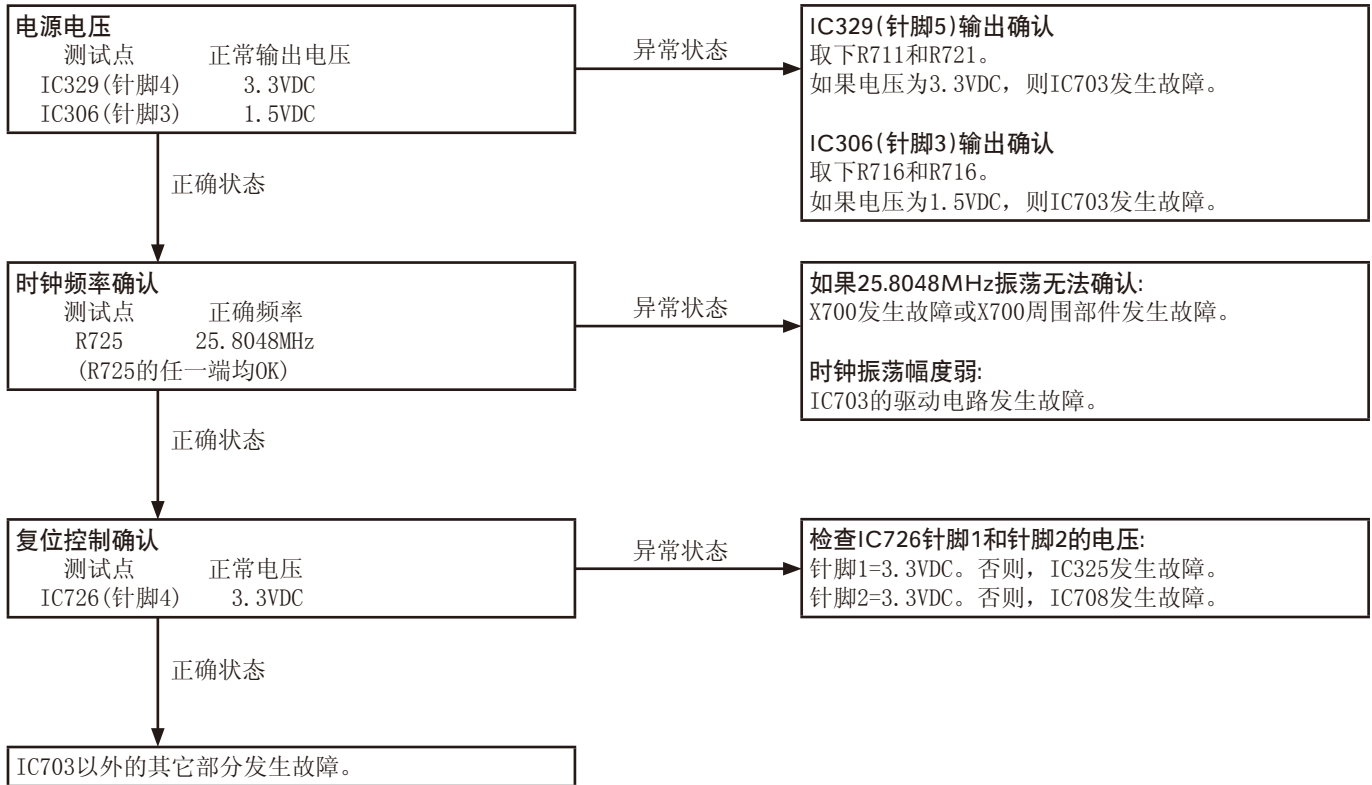 电源电压
测试点 正常输出电压
IC329(针脚4) 3.3VDC
IC306(针脚3) 1.5VDC
异常状态
IC329(针脚5)输出确认
取下R711和R721。
如果电压为3.3VDC，则IC703发生故障。
IC306(针脚3)输出确认
取下R716和R716。
如果电压为1.5VDC，则IC703发生故障。
正确状态
时钟频率确认
测试点 正确频率
R725 25.8048MHz
(R725的任一端均OK)
异常状态
如果25.8048MHz振荡无法确认:
X700发生故障或X700周围部件发生故障。
时钟振荡幅度弱:
IC703的驱动电路发生故障。
正确状态
复位控制确认
测试点 正常电压
IC726(针脚4) 3.3VDC
异常状态
检查IC726针脚1和针脚2的电压:
针脚1=3.3VDC。否则，IC325发生故障。
针脚2=3.3VDC。否则，IC708发生故障。
正确状态
IC703以外的其它部分发生故障。